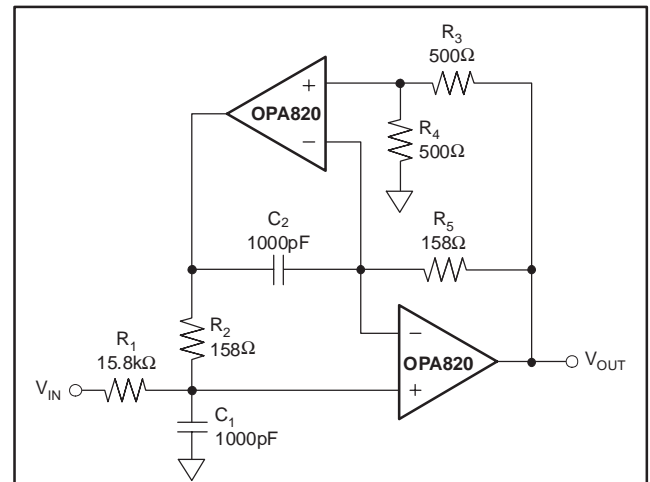 R3
500Ω
+
OPA820
−
R4
500Ω
C2
1000pF
R5
158Ω
R1
15.8kΩ
R2
158Ω
−
OPA820
+
VIN
VOUT
C1
1000pF